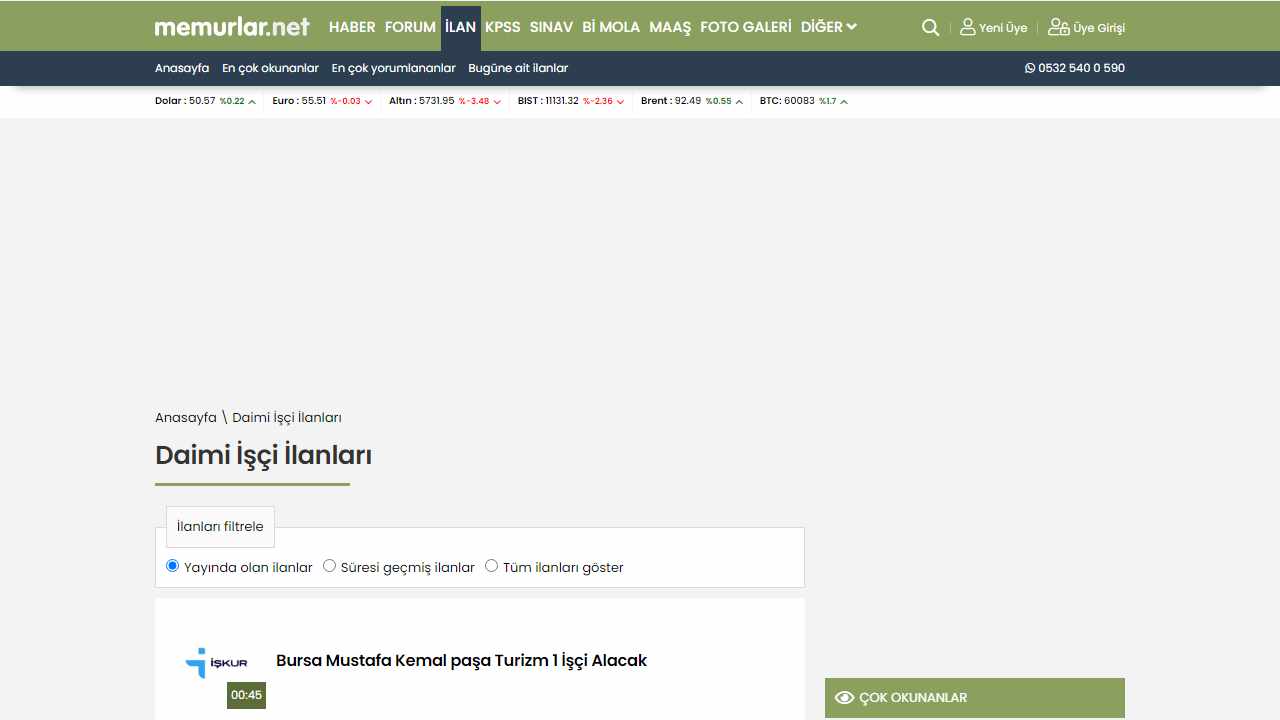 memurlar.net HABER FORUM İLAN KPSS SINAV Bİ MOLA MAAŞ FOTO GALERİ DİĞER Yeni Üye Üye Girişi
Anasayfa En çok okunanlar En çok yorumlananlar Bugüne ait ilanlar 0532 540 0 590
Dolar : 50.57 %0.22 Euro : 55.51 %-0.03 Altın : 5731.95 %-3.48 BIST : 11131.32 %-2.36 Brent : 92.49 %0.55 BTC: 60083 %1.7
Anasayfa \ Daimi İşçi İlanları
Daimi İşçi İlanları
İlanları filtrele
Yayında olan ilanlar Süresi geçmiş ilanlar Tüm ilanları göster
İŞKUR Bursa Mustafa Kemal paşa Turizm 1 İşçi Alacak
00:45
ÇOK OKUNANLAR